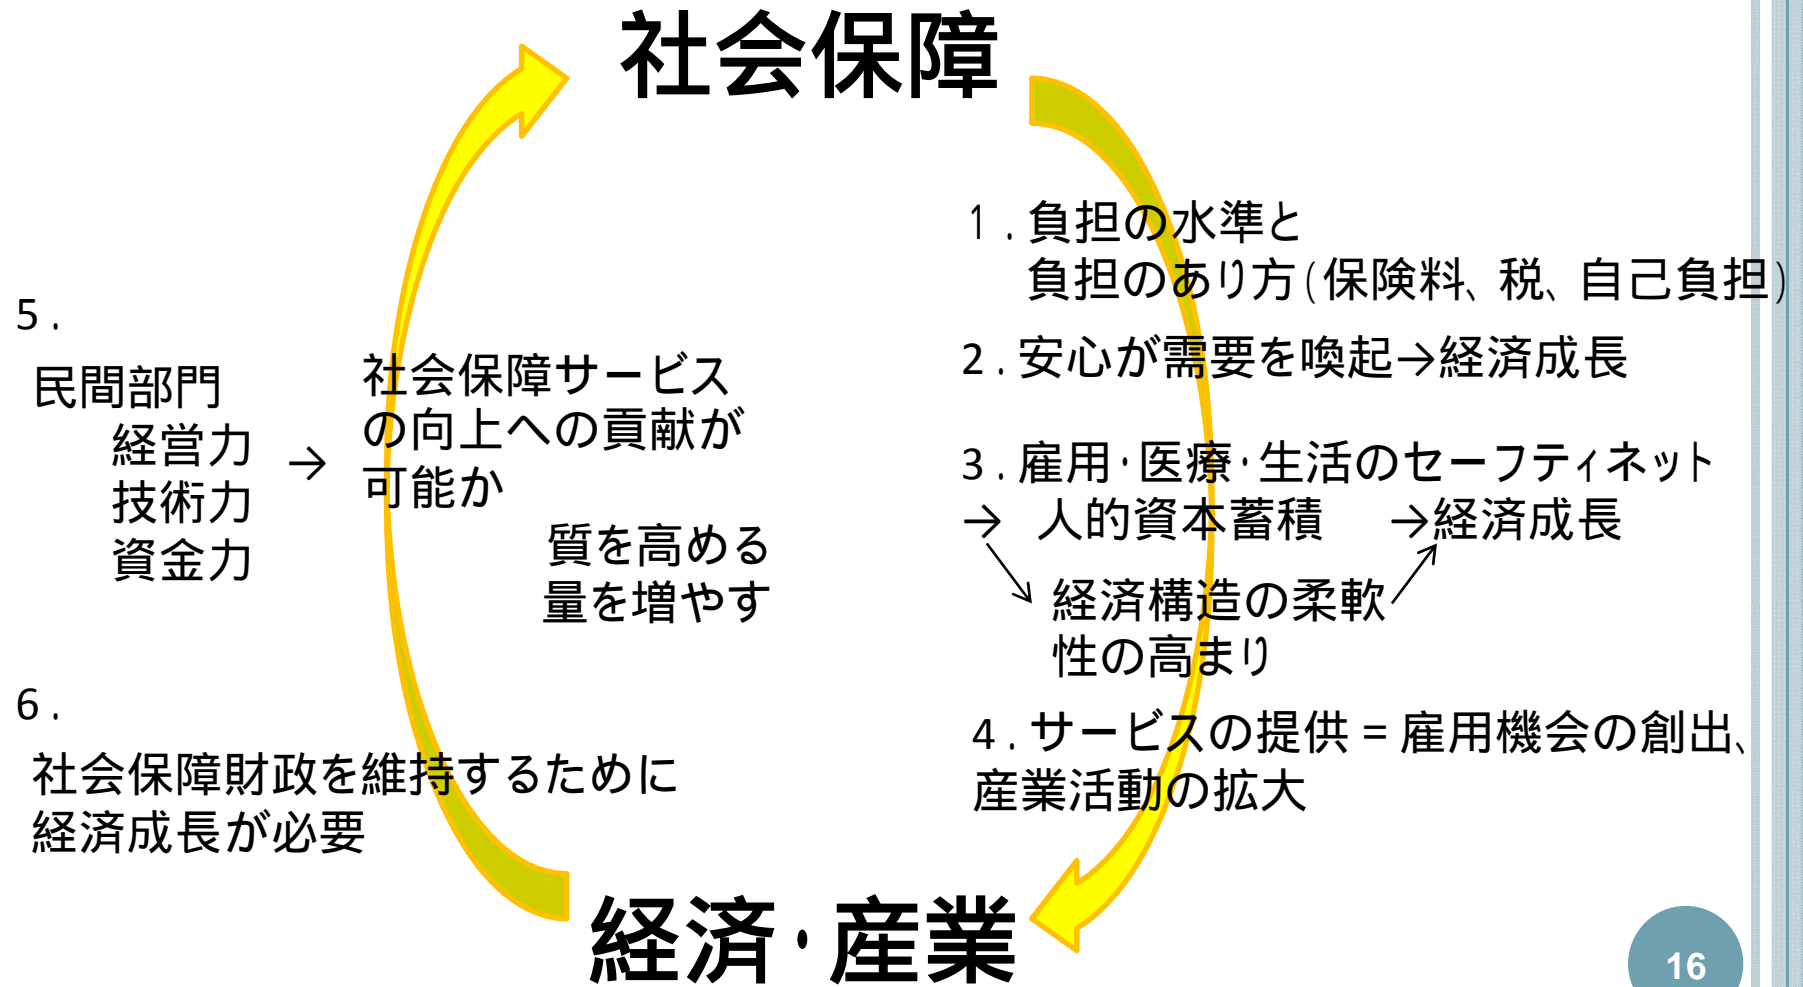 社会保障
1．負担の水準と
負担のあり方(保険料、税、自己負担)
2．安心が需要を喚起→経済成長
3．雇用・医療・生活のセーフティネット
→ 人的資本蓄積 →経済成長
経済構造の柔軟
性の高まり
4．サービスの提供＝雇用機会の創出、
産業活動の拡大
5．
民間部門
経営力
技術力
資金力
→
社会保障サービス
の向上への貢献が
可能か
質を高める
量を増やす
6．
社会保障財政を維持するために
経済成長が必要
経済・産業
16